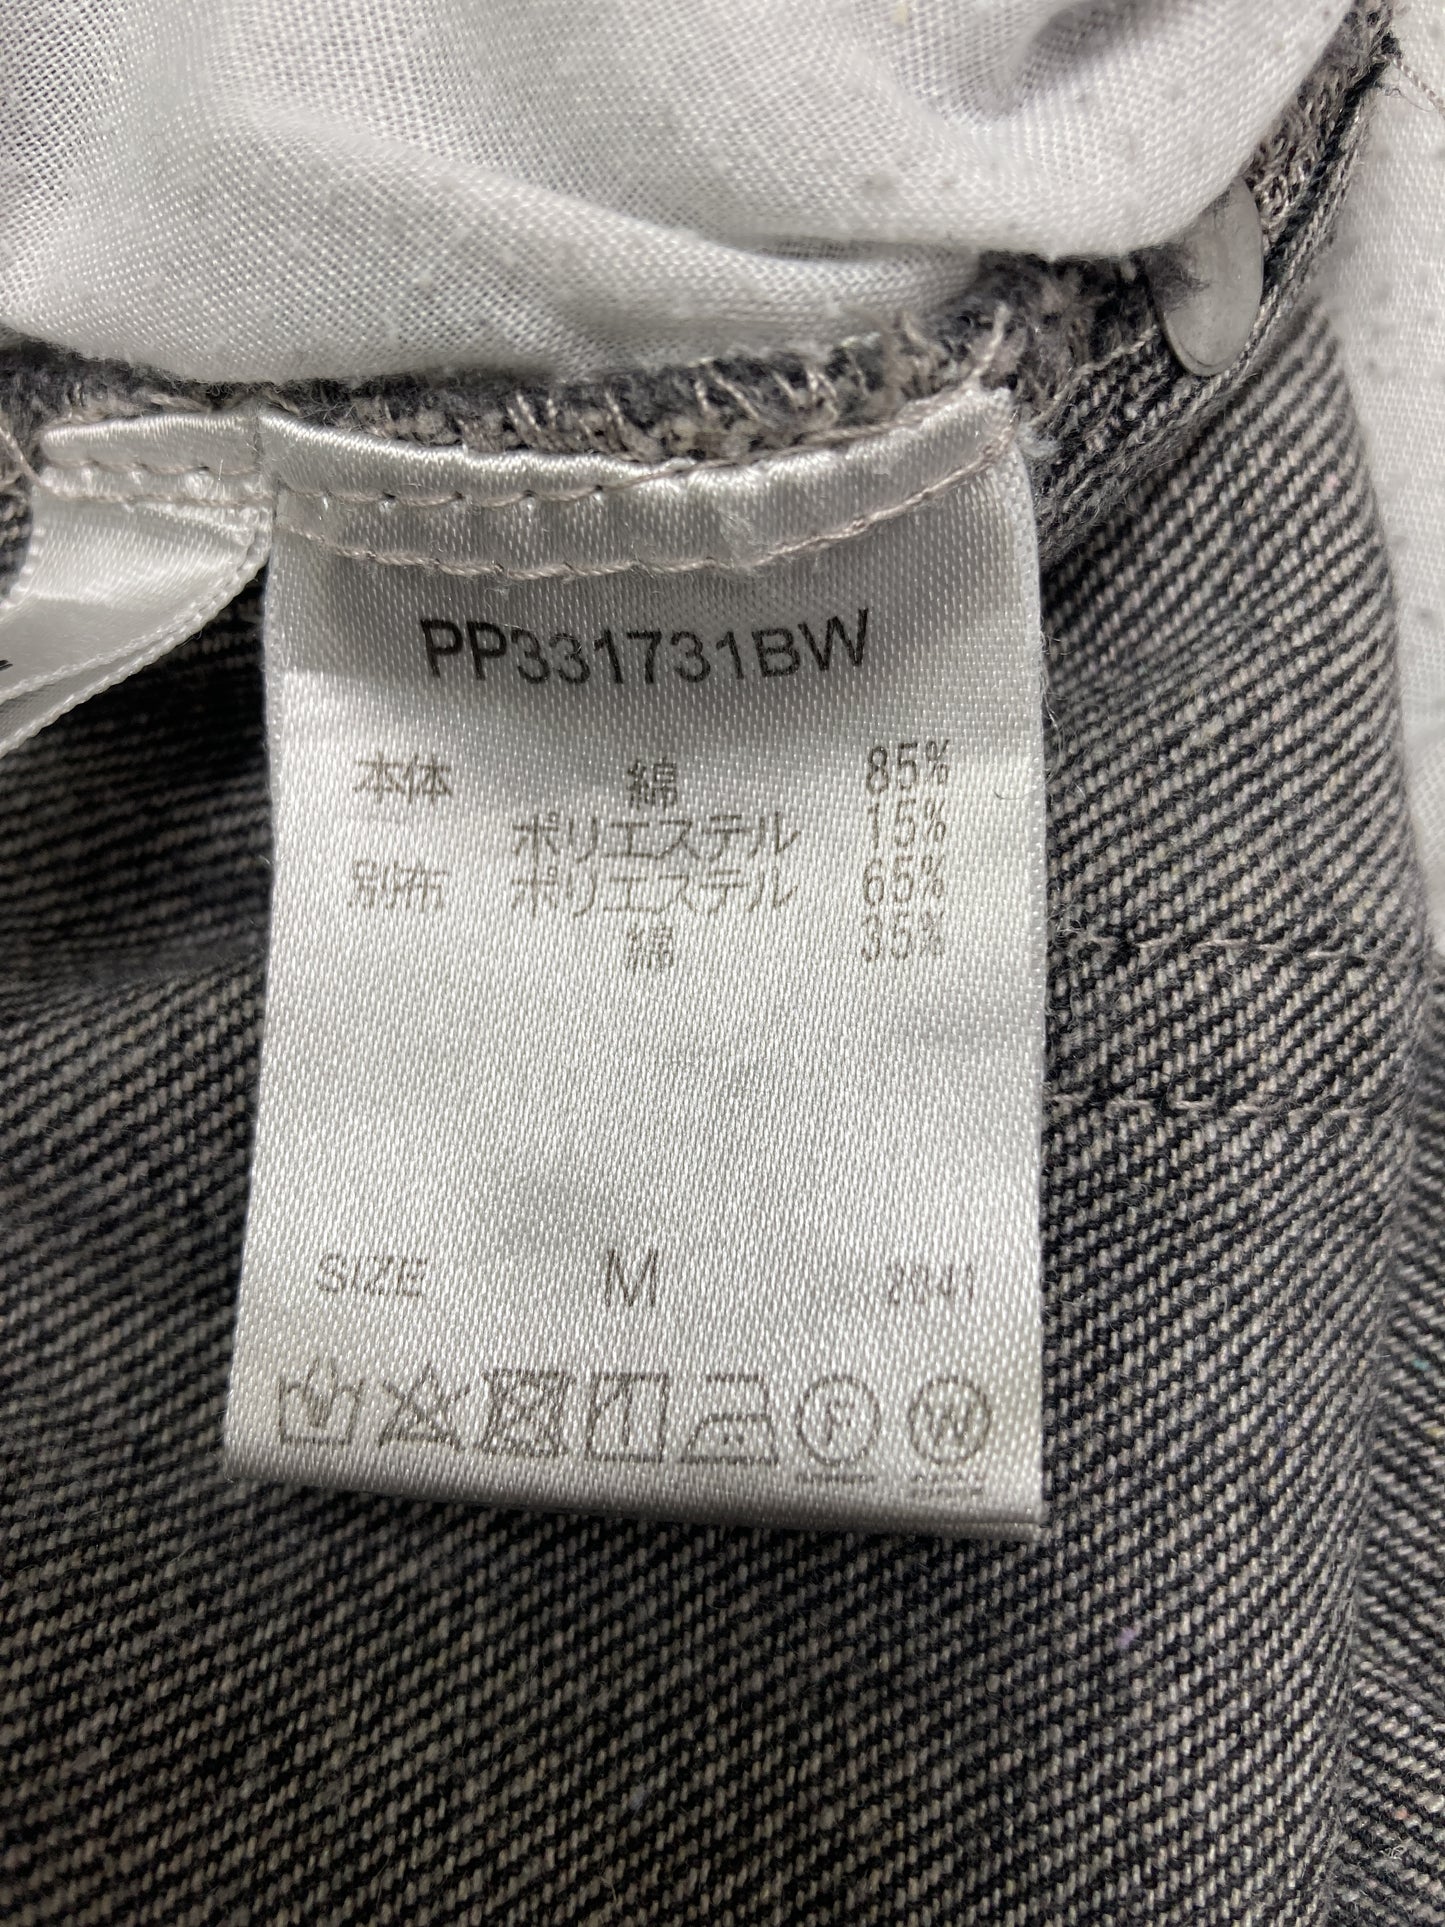 PP331731BW
本体 綿 85%
ポリエステル 15%
別布 ポリエステル 65%
綿 35%
SIZE M 2841
F W